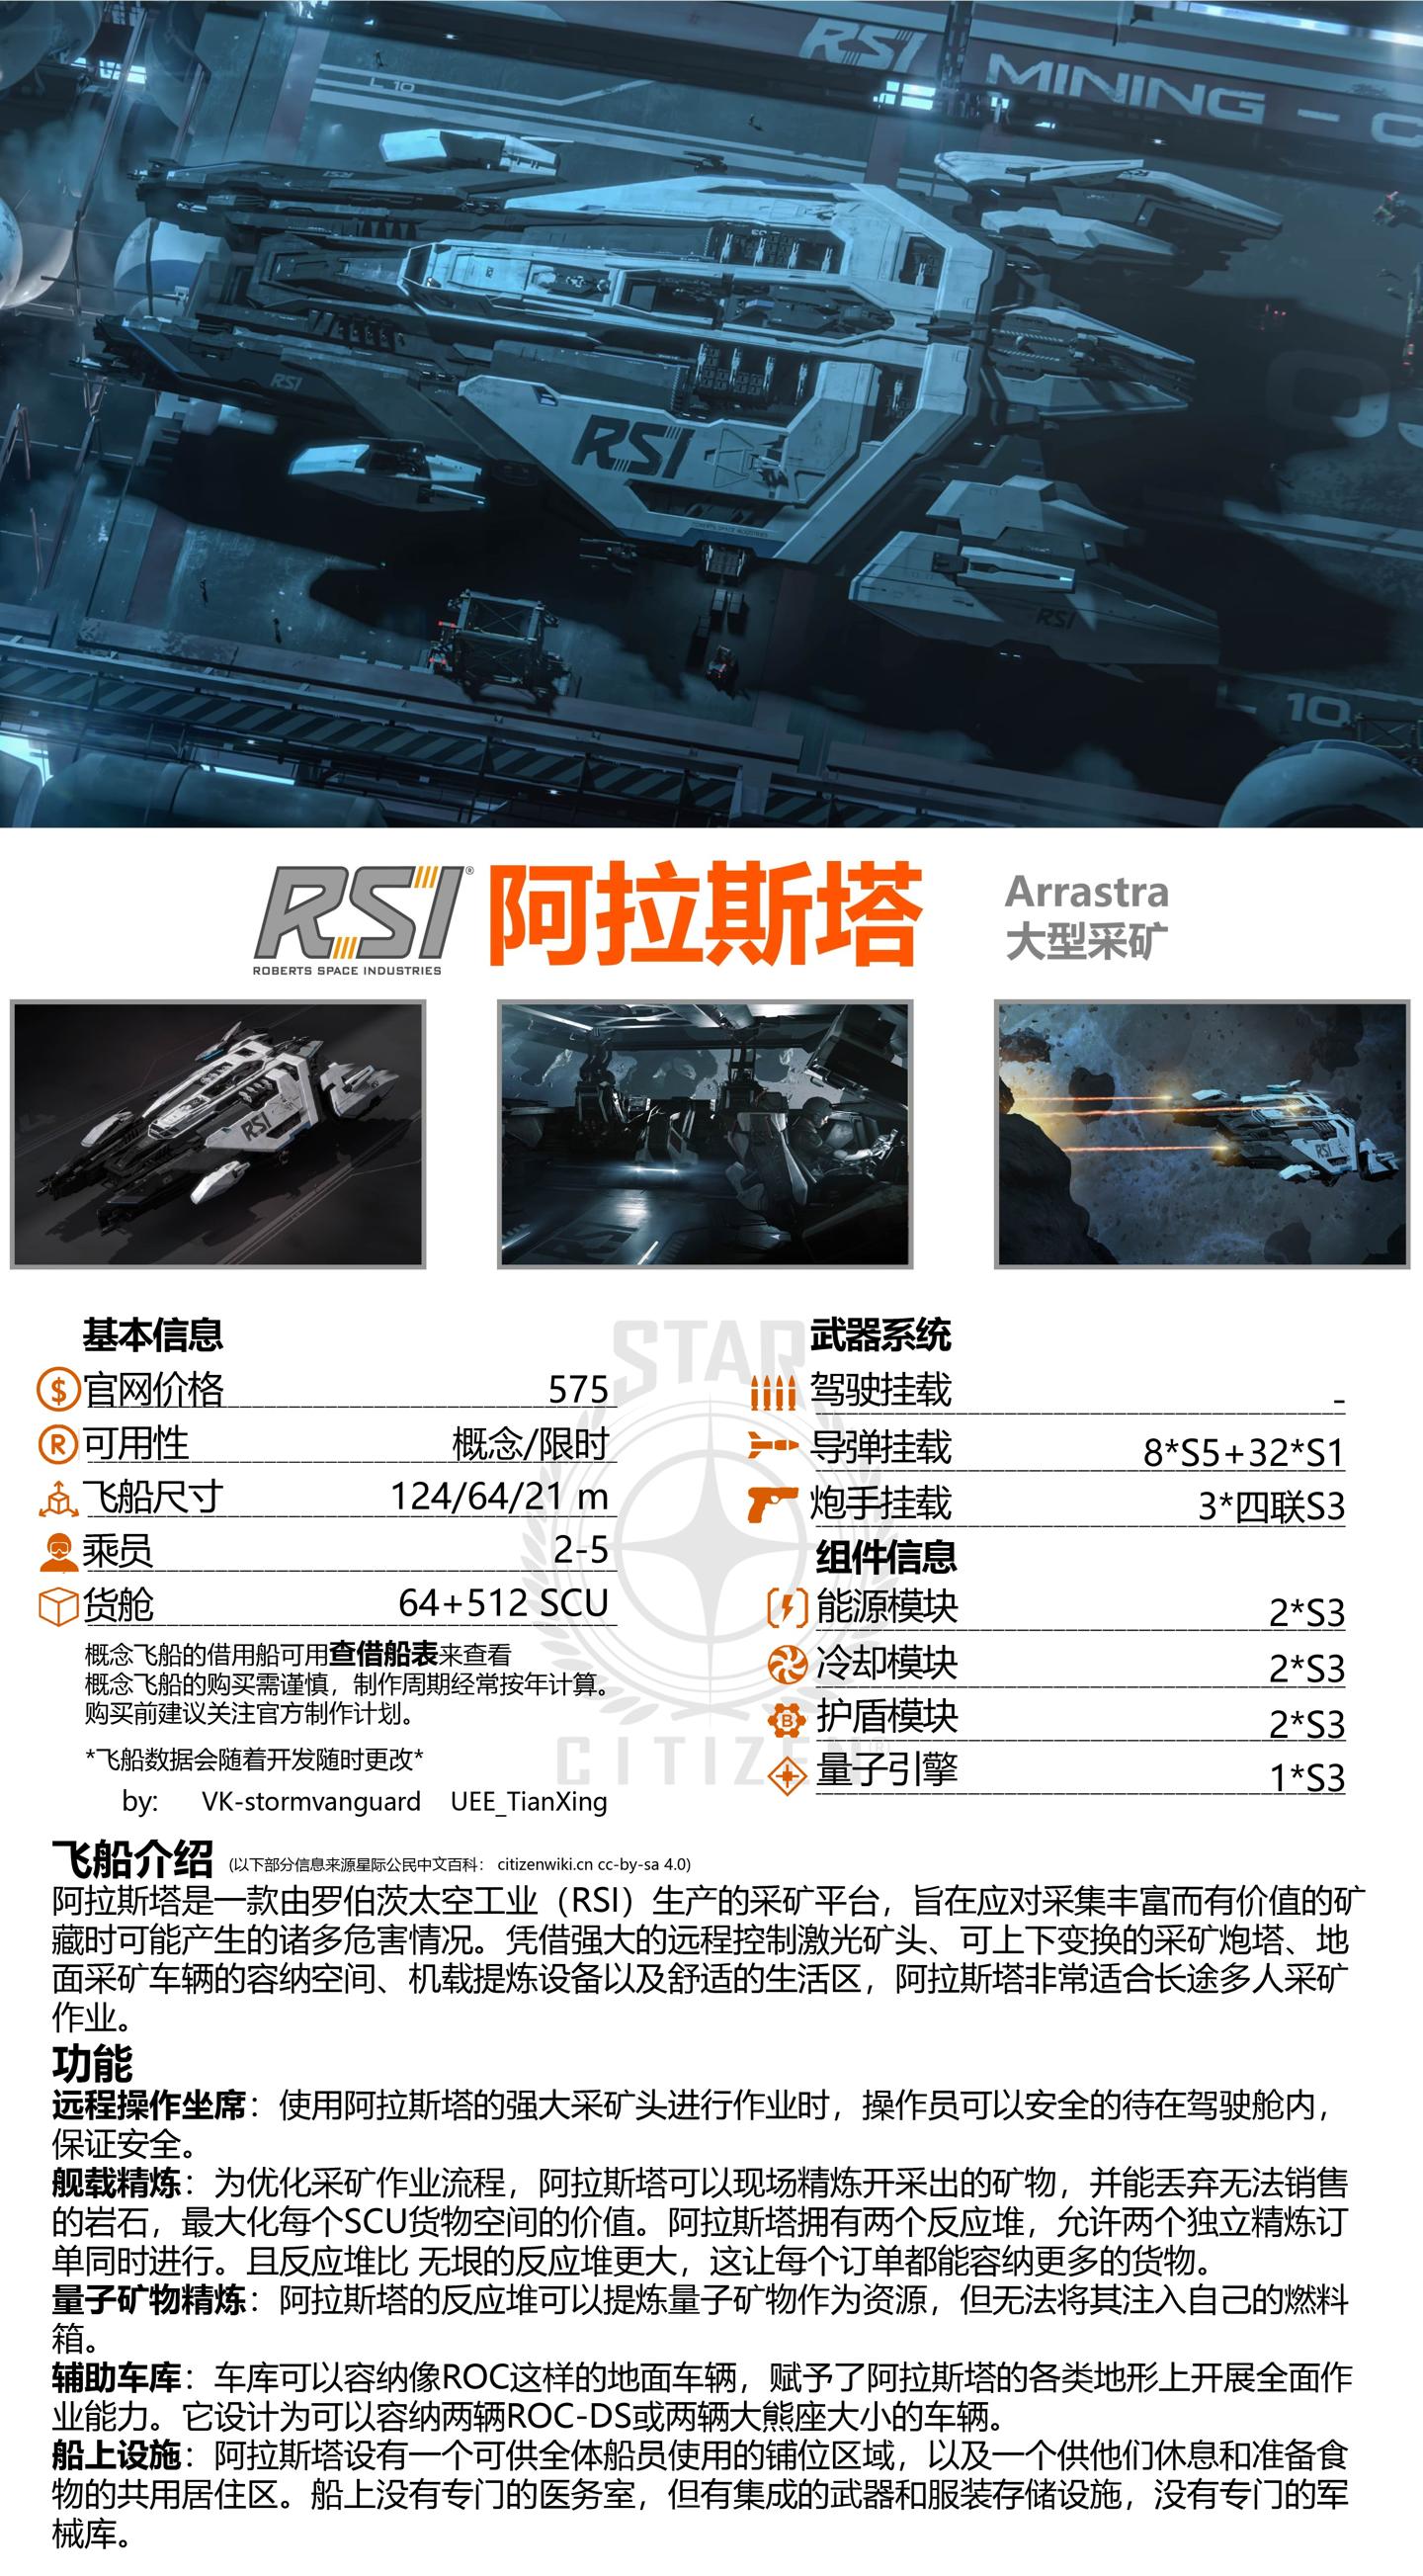 RSI
MINING - C
L 10
RSI
RSI
RSI
L 10
RSI
ROBERTS SPACE INDUSTRIES
阿拉斯塔
Arrastra
大型采矿
RSI
RSI
基本信息
官网价格 575
可用性 概念/限时
飞船尺寸 124/64/21 m
乘员 2-5
货舱 64+512 SCU
概念飞船的借用船可用查借船表来查看
概念飞船的购买需谨慎，制作周期经常按年计算。
购买前建议关注官方制作计划。
*飞船数据会随着开发随时更改*
by: VK-stormvanguard UEE_TianXing
STAR
CITIZEN
武器系统
驾驶挂载 -
导弹挂载 8*S5+32*S1
炮手挂载 3*四联S3
组件信息
能源模块 2*S3
冷却模块 2*S3
护盾模块 2*S3
量子引擎 1*S3
飞船介绍 (以下部分信息来源星际公民中文百科： citizenwiki.cn cc-by-sa 4.0)
阿拉斯塔是一款由罗伯茨太空工业（RSI）生产的采矿平台，旨在应对采集丰富而有价值的矿
藏时可能产生的诸多危害情况。凭借强大的远程控制激光矿头、可上下变换的采矿炮塔、地
面采矿车辆的容纳空间、机载提炼设备以及舒适的生活区，阿拉斯塔非常适合长途多人采矿
作业。
功能
远程操作坐席：使用阿拉斯塔的强大采矿头进行作业时，操作员可以安全的待在驾驶舱内，
保证安全。
舰载精炼：为优化采矿作业流程，阿拉斯塔可以现场精炼开采出的矿物，并能丢弃无法销售
的岩石，最大化每个SCU货物空间的价值。阿拉斯塔拥有两个反应堆，允许两个独立精炼订
单同时进行。且反应堆比 无垠的反应堆更大，这让每个订单都能容纳更多的货物。
量子矿物精炼：阿拉斯塔的反应堆可以提炼量子矿物作为资源，但无法将其注入自己的燃料
箱。
辅助车库：车库可以容纳像ROC这样的地面车辆，赋予了阿拉斯塔的各类地形上开展全面作
业能力。它设计为可以容纳两辆ROC-DS或两辆大熊座大小的车辆。
船上设施：阿拉斯塔设有一个可供全体船员使用的铺位区域，以及一个供他们休息和准备食
物的共用居住区。船上没有专门的医务室，但有集成的武器和服装存储设施，没有专门的军
械库。